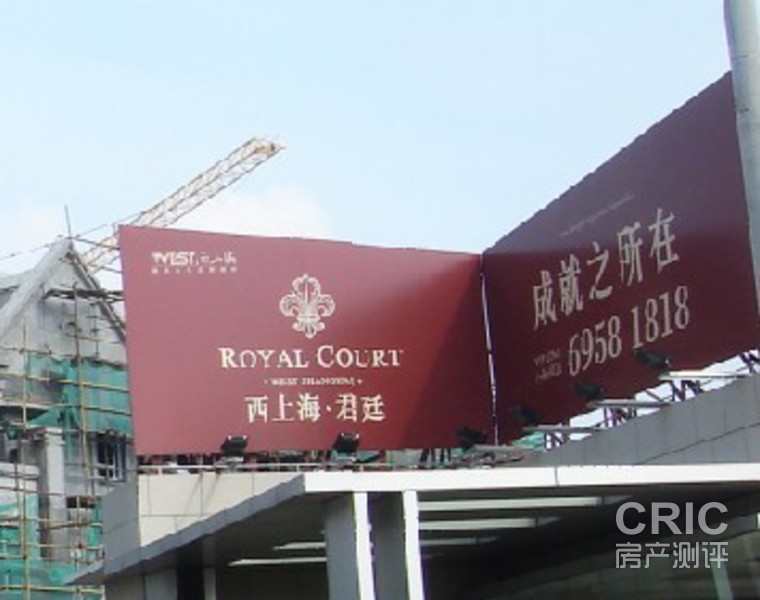 WEST.
ROYAL COURT
WEST SHANGHAI
西上海·君廷
成就之所在
6958 1818
CRIC
房产测评